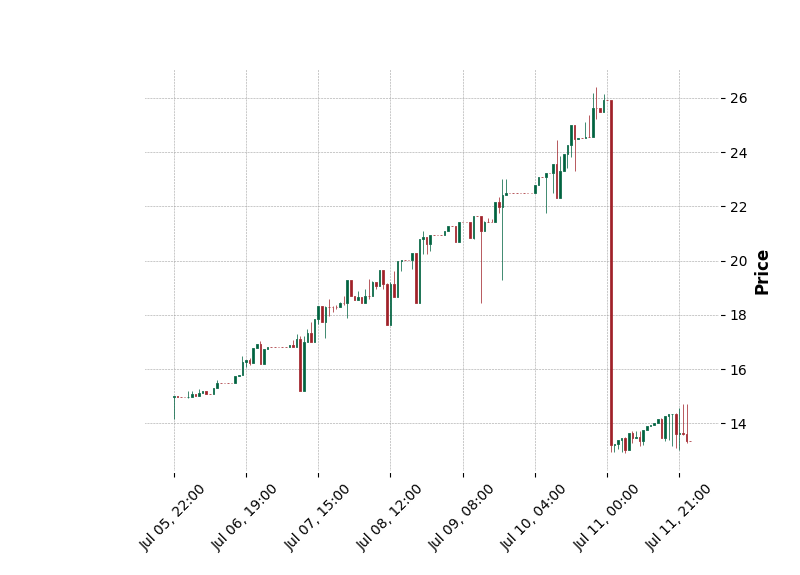 26
24
22
20
18
16
14
Price
Jul 05, 22:00
Jul 06, 19:00
Jul 07, 15:00
Jul 08, 12:00
Jul 09, 08:00
Jul 10, 04:00
Jul 11, 00:00
Jul 11, 21:00